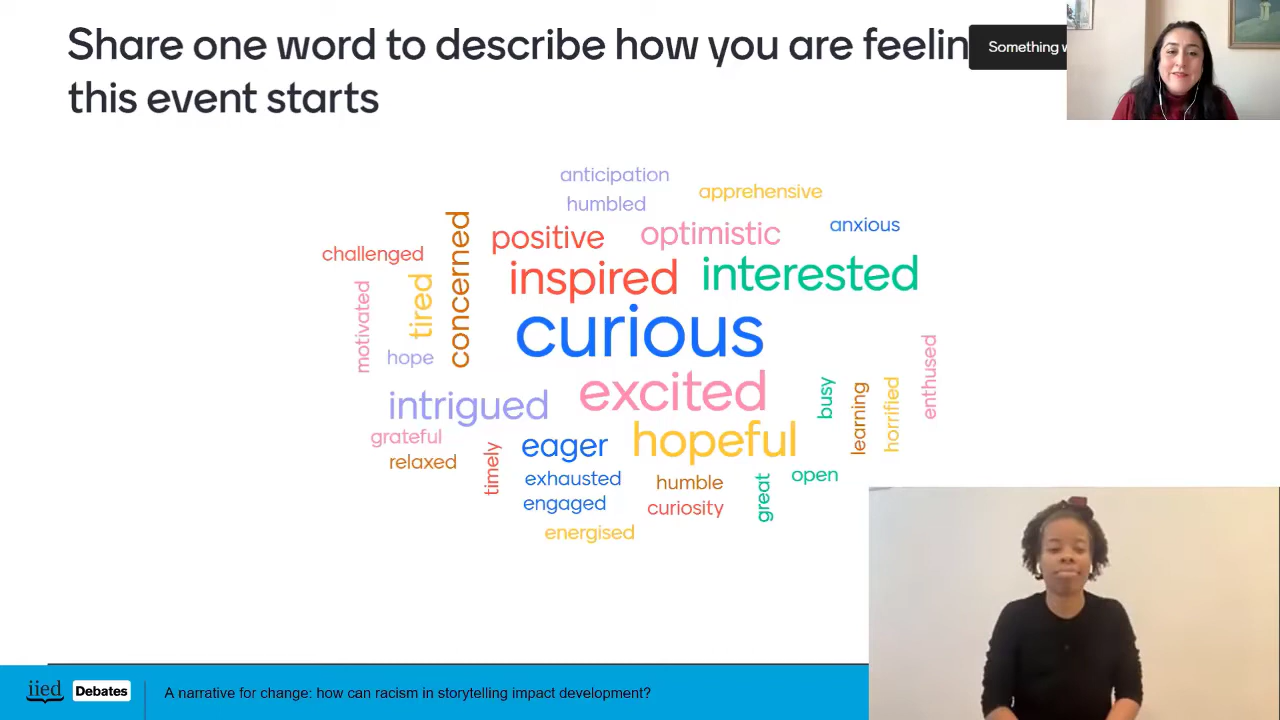 Share one word to describe how you are feelin
this event starts
Something w
anticipation
apprehensive
humbled
anxious
positive
optimistic
challenged
concerned
inspired
interested
motivated
tired
hope
curious
enthused
intrigued
excited
busy
learning
horrified
grateful
eager
hopeful
relaxed
timely
exhausted
humble
great
open
engaged
curiosity
energised
iied
Debates
A narrative for change: how can racism in storytelling impact development?